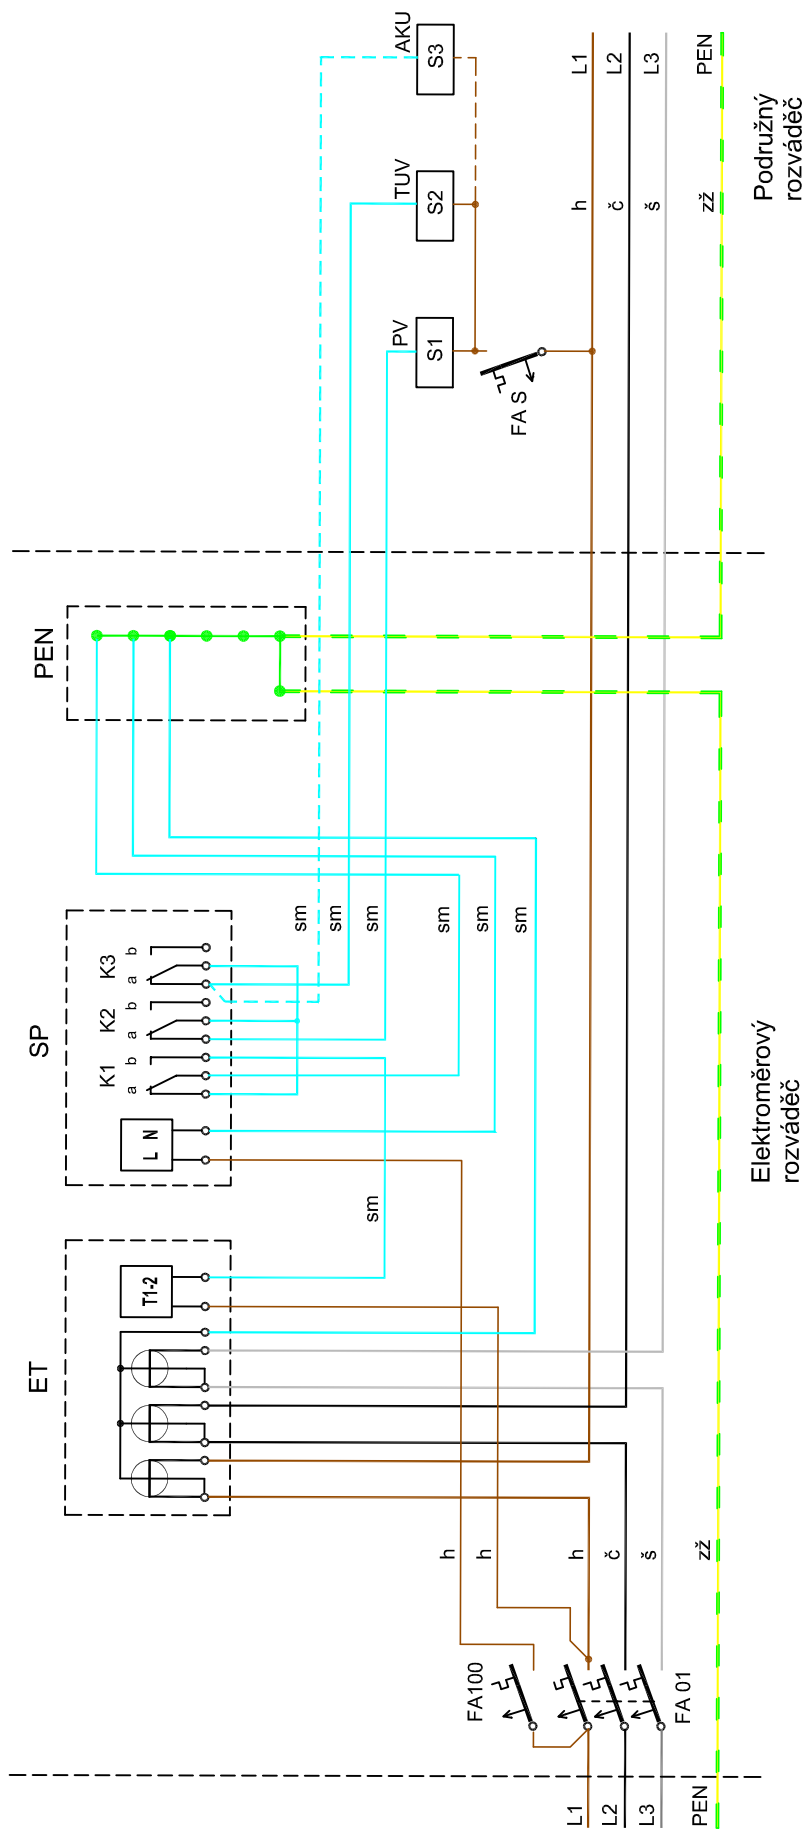 ET
SP
PEN
T1-2
L N
K1
K2
K3
a
b
a
b
a
b
sm
sm
sm
sm
sm
sm
sm
PV
TUV
AKU
S1
S2
S3
FA S
FA100
FA 01
h
h
h
č
š
zž
h
č
š
zž
L1
L2
L3
PEN
L1
L2
L3
PEN
Elektroměrový
rozváděč
Podružný
rozváděč